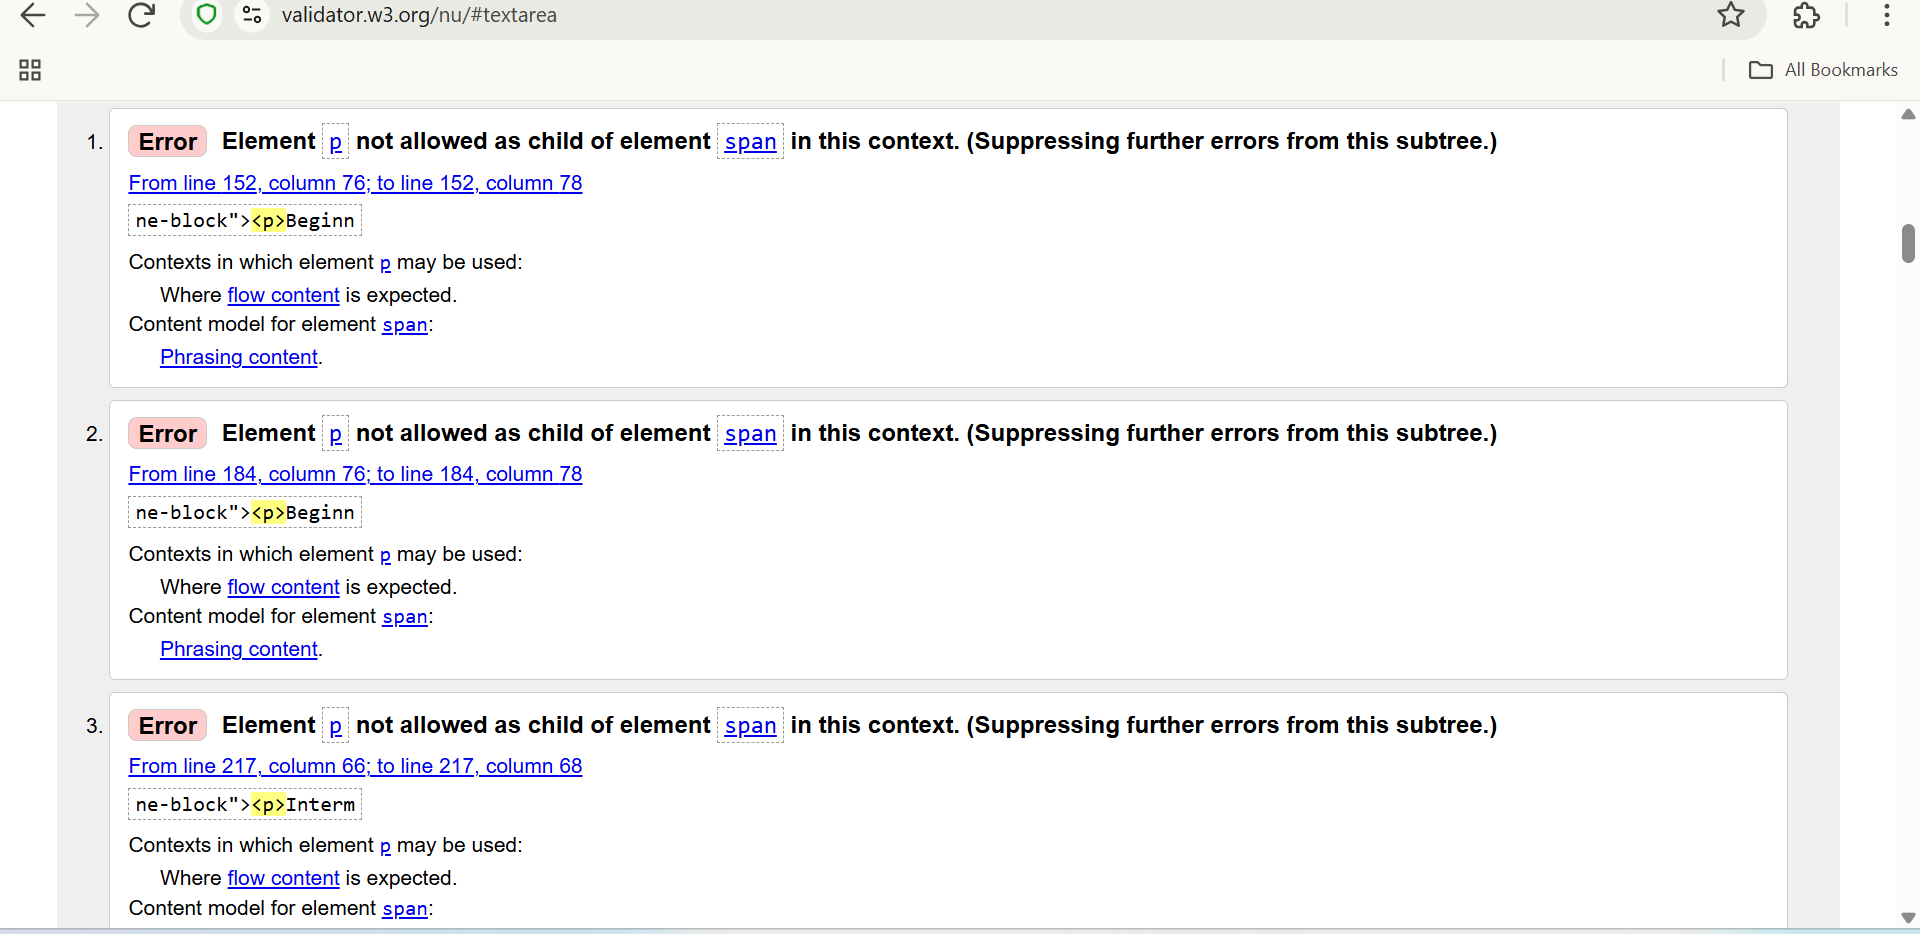 validator.w3.org/nu/#textarea
All Bookmarks
1. Error Element p not allowed as child of element span in this context. (Suppressing further errors from this subtree.)
From line 152, column 76; to line 152, column 78
ne-block"><p>Beginn
Contexts in which element p may be used:
Where flow content is expected.
Content model for element span:
Phrasing content.
2. Error Element p not allowed as child of element span in this context. (Suppressing further errors from this subtree.)
From line 184, column 76; to line 184, column 78
ne-block"><p>Beginn
Contexts in which element p may be used:
Where flow content is expected.
Content model for element span:
Phrasing content.
3. Error Element p not allowed as child of element span in this context. (Suppressing further errors from this subtree.)
From line 217, column 66; to line 217, column 68
ne-block"><p>Interm
Contexts in which element p may be used:
Where flow content is expected.
Content model for element span: